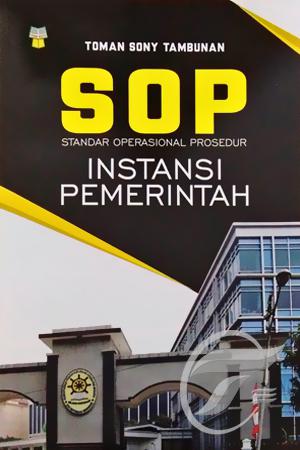 TOMAN SONY TAMBUNAN
SOP
STANDAR OPERASIONAL PROSEDUR
INSTANSI
PEMERINTAH